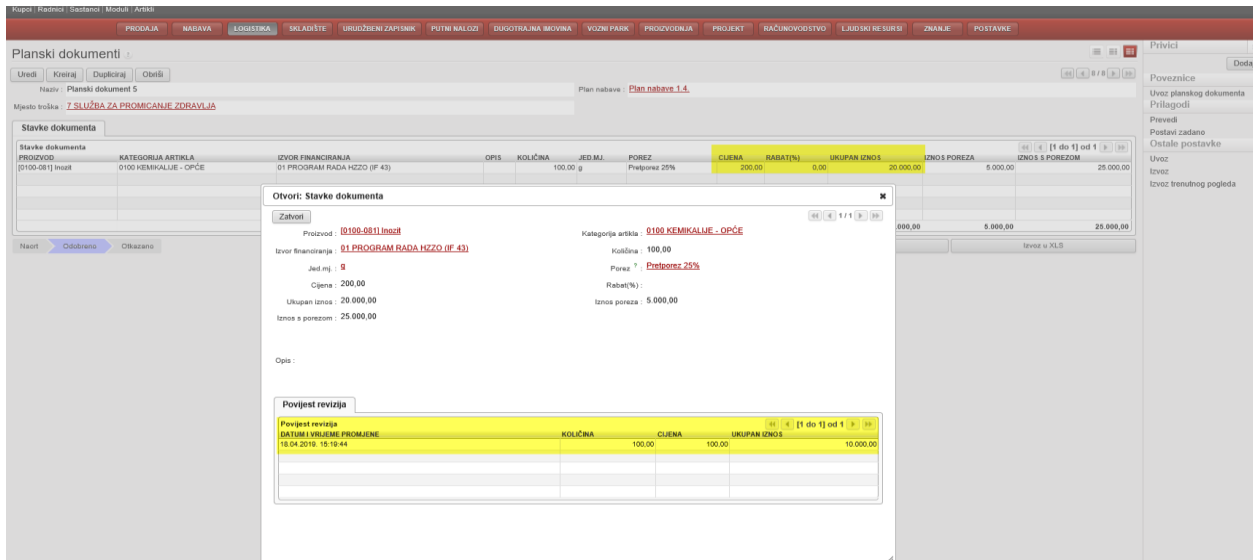 Kupci | Radnici | Sastanci | Moduli | Artikli
PRODAJA NABAVA LOGISTIKA SKLADIŠTE URUDŽBENI ZAPISNIK PUTNI NALOZI DUGOTRAJNA IMOVINA VOZNI PARK PROIZVODNJA PROJEKT RAČUNOVODSTVO LJUDSKI RESURSI ZNANJE POSTAVKE
Planski dokumenti
Uredi Kreiraj Dupliciraj Obriši 8 / 8
Naziv : Planski dokument 5 Plan nabave : Plan nabave 1.4.
Mjesto troška : 7 SLUŽBA ZA PROMICANJE ZDRAVLJA
Stavke dokumenta
Stavke dokumenta [1 do 1] od 1
PROIZVOD KATEGORIJA ARTIKLA IZVOR FINANCIRANJA OPIS KOLIČINA JED.MJ. POREZ CIJENA RABAT(%) UKUPAN IZNOS IZNOS POREZA IZNOS S POREZOM
[0100-081] Inozit 0100 KEMIKALIJE - OPĆE 01 PROGRAM RADA HZZO (IF 43) 100,00 g Pretporez 25% 200,00 0,00 20.000,00 5.000,00 25.000,00
.000,00 5.000,00 25.000,00
Nacrt Odobreno Otkazano Izvoz u XLS
Otvori: Stavke dokumenta
Zatvori 1 / 1
Proizvod : [0100-081] Inozit Kategorija artikla : 0100 KEMIKALIJE - OPĆE
Izvor financiranja : 01 PROGRAM RADA HZZO (IF 43) Količina : 100,00
Jed.mj. : g Porez ? : Pretporez 25%
Cijena : 200,00 Rabat(%) :
Ukupan iznos : 20.000,00 Iznos poreza : 5.000,00
Iznos s porezom : 25.000,00
Opis :
Povijest revizija
Povijest revizija [1 do 1] od 1
DATUM I VRIJEME PROMJENE KOLIČINA CIJENA UKUPAN IZNOS
18.04.2019. 15:19:44 100,00 100,00 10.000,00
Privici
Dodaj
Poveznice
Uvoz planskog dokumenta
Prilagodi
Prevedi
Postavi zadano
Ostale postavke
Uvoz
Izvoz
Izvoz trenutnog pogleda